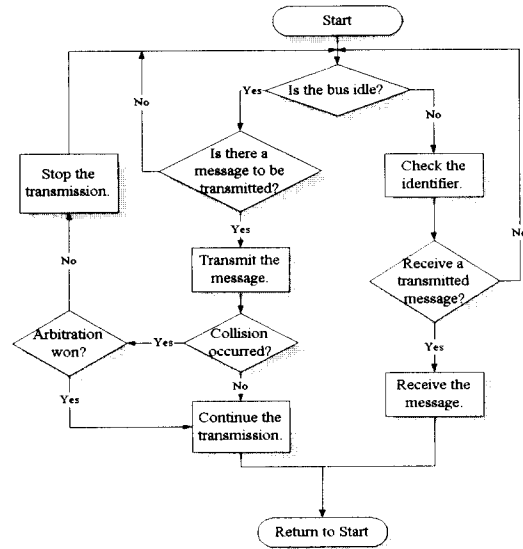 Start
Is the bus idle?
Yes
No
No
Is there a
message to be
transmitted?
Check the
identifier.
Stop the
transmission.
Yes
No
Transmit the
message.
Receive a
transmitted
message?
No
Arbitration
won?
Yes
Collision
occurred?
Yes
No
Yes
Receive the
message.
Continue the
transmission.
Return to Start